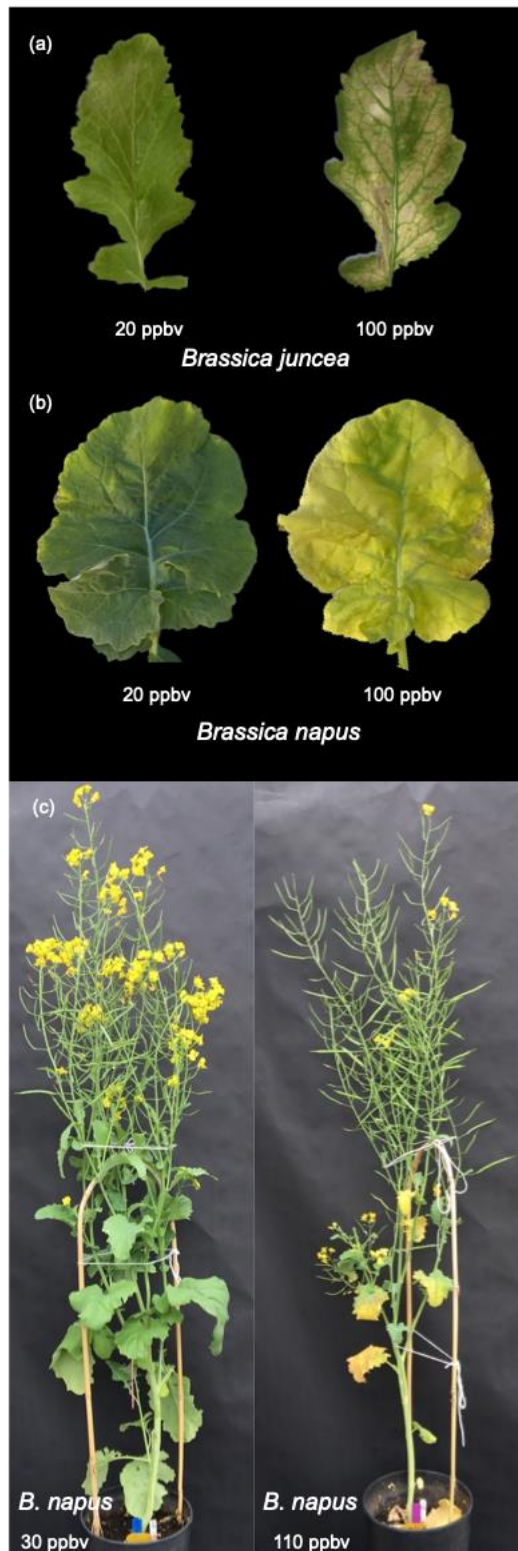 (a)
20 ppbv 100 ppbv
Brassica juncea
(b)
20 ppbv 100 ppbv
Brassica napus
(c)
B. napus B. napus
30 ppbv 110 ppbv